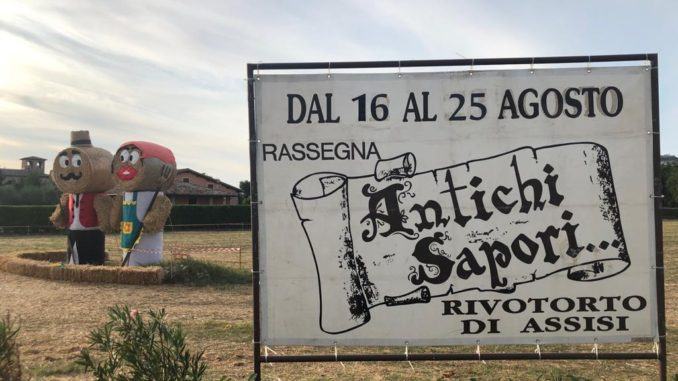 DAL 16 AL 25 AGOSTO
RASSEGNA
Antichi
Sapori...
RIVOTORTO
DI ASSISI